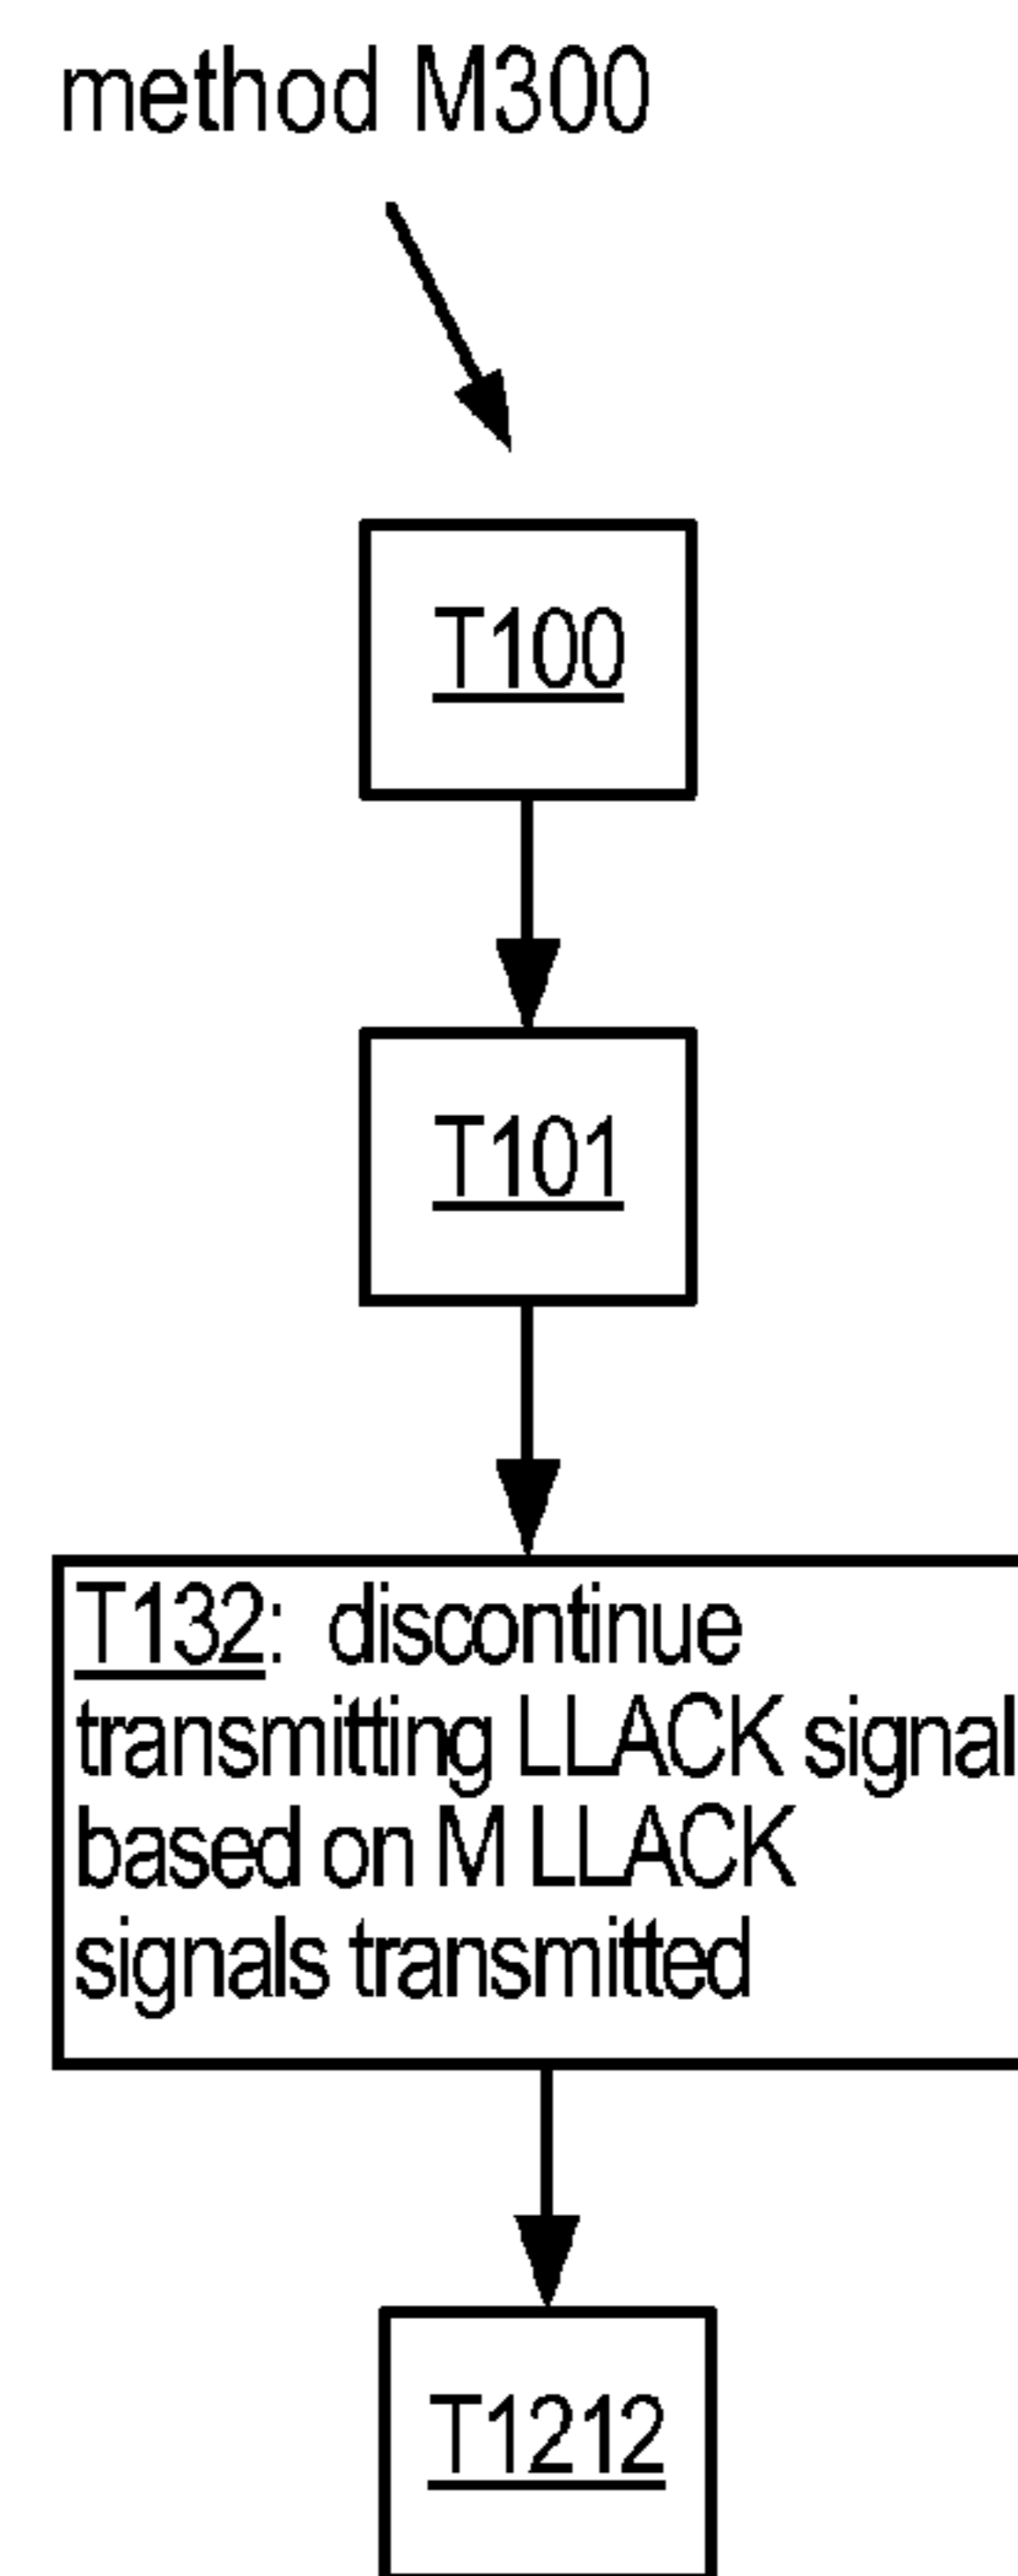 method M300
T100
T101
T132: discontinue
transmitting LLACK signal
based on M LLACK
signals transmitted
T1212